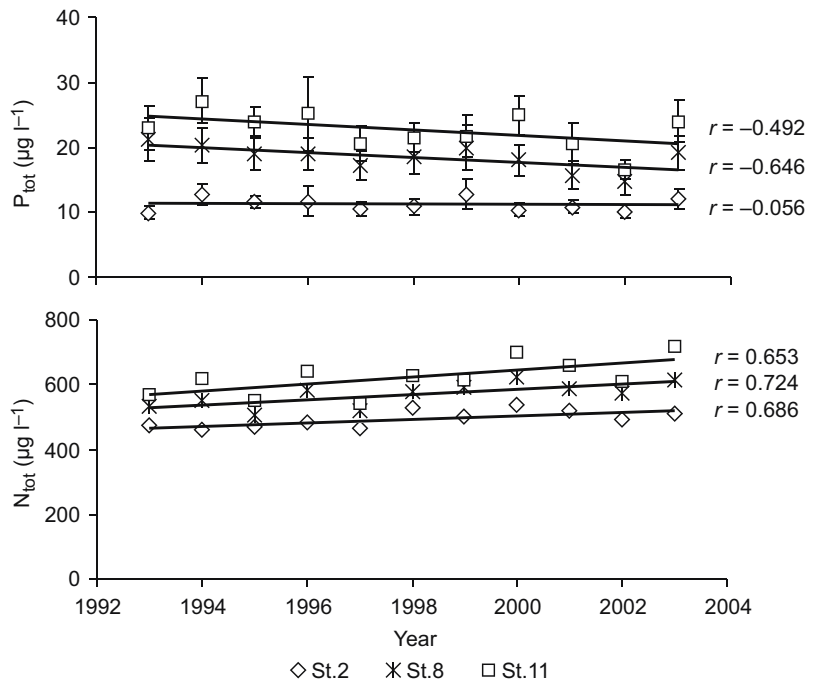 40
30
20
10
0
P_tot (µg l⁻¹)
r = –0.492
r = –0.646
r = –0.056
800
600
400
200
0
N_tot (µg l⁻¹)
r = 0.653
r = 0.724
r = 0.686
1992 1994 1996 1998 2000 2002 2004
Year
St.2 St.8 St.11